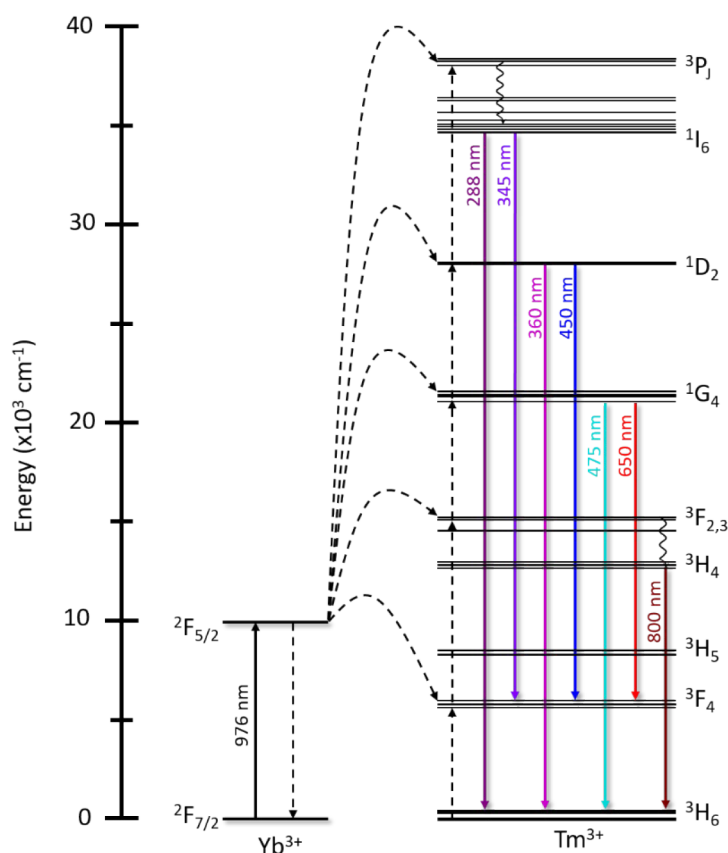 40
30
20
10
0
Energy (x10³ cm⁻¹)
²F₅/₂
²F₇/₂
976 nm
Yb³⁺
³P_J
¹I₆
288 nm
345 nm
¹D₂
360 nm
450 nm
¹G₄
475 nm
650 nm
³F₂,₃
³H₄
800 nm
³H₅
³F₄
³H₆
Tm³⁺